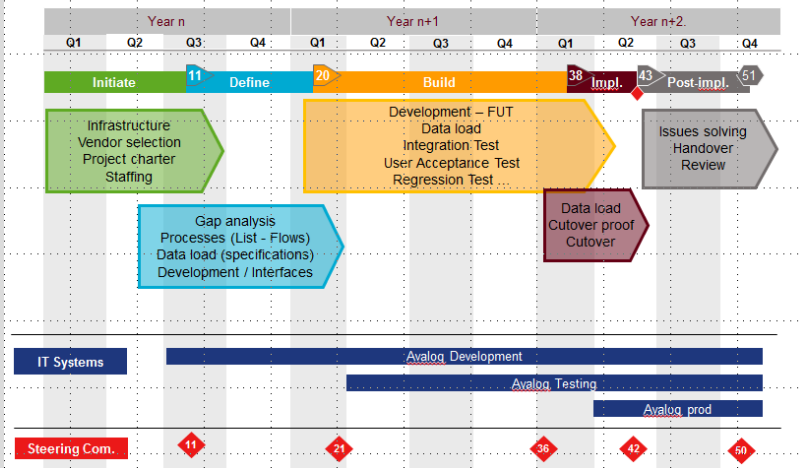 Year n Year n+1 Year n+2.
Q1 Q2 Q3 Q4 Q1 Q2 Q3 Q4 Q1 Q2 Q3 Q4
Initiate 11 Define 20 Build 38 Impl. 43 Post-impl. 51
Infrastructure
Vendor selection
Project charter
Staffing
Development – FUT
Data load
Integration Test
User Acceptance Test
Regression Test ...
Issues solving
Handover
Review
Gap analysis
Processes (List - Flows)
Data load (specifications)
Development / Interfaces
Data load
Cutover proof
Cutover
IT Systems
Avaloq Development
Avaloq Testing
Avaloq prod
Steering Com. 11 21 36 42 50